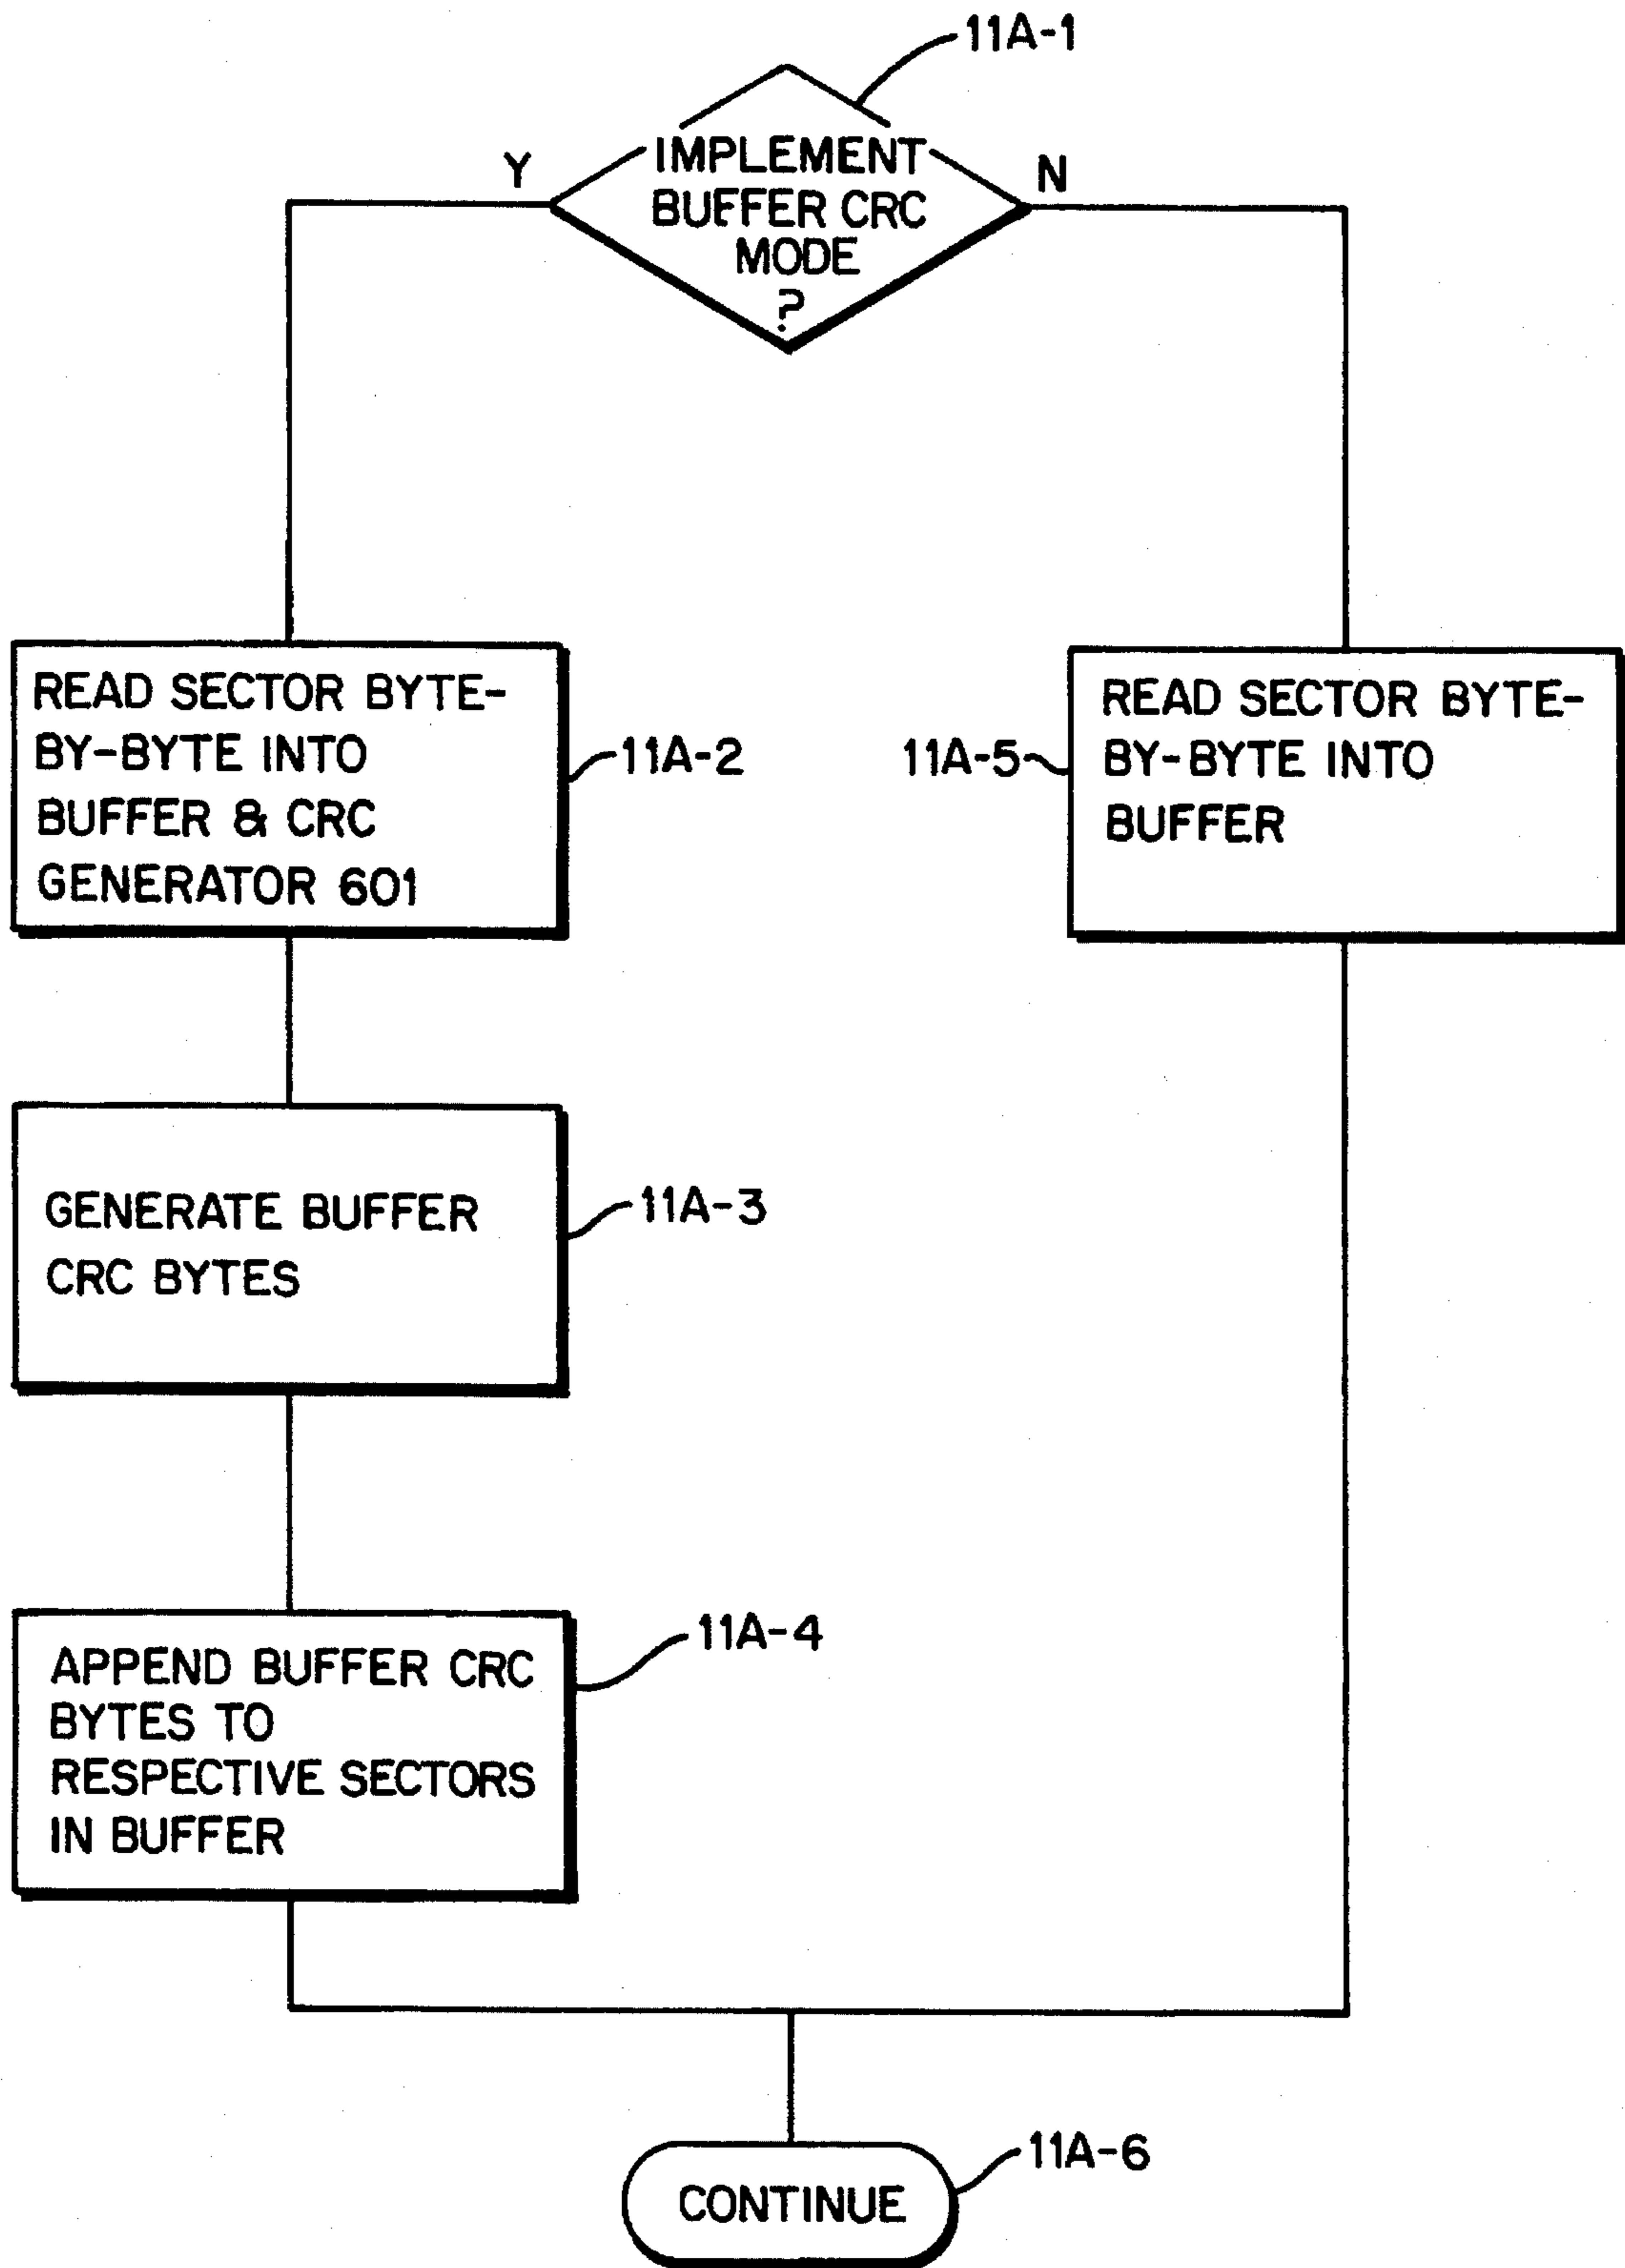 11A-1
IMPLEMENT
BUFFER CRC
MODE
?
Y
N
READ SECTOR BYTE-
BY-BYTE INTO
BUFFER & CRC
GENERATOR 601
11A-2
11A-5
READ SECTOR BYTE-
BY-BYTE INTO
BUFFER
GENERATE BUFFER
CRC BYTES
11A-3
APPEND BUFFER CRC
BYTES TO
RESPECTIVE SECTORS
IN BUFFER
11A-4
CONTINUE
11A-6